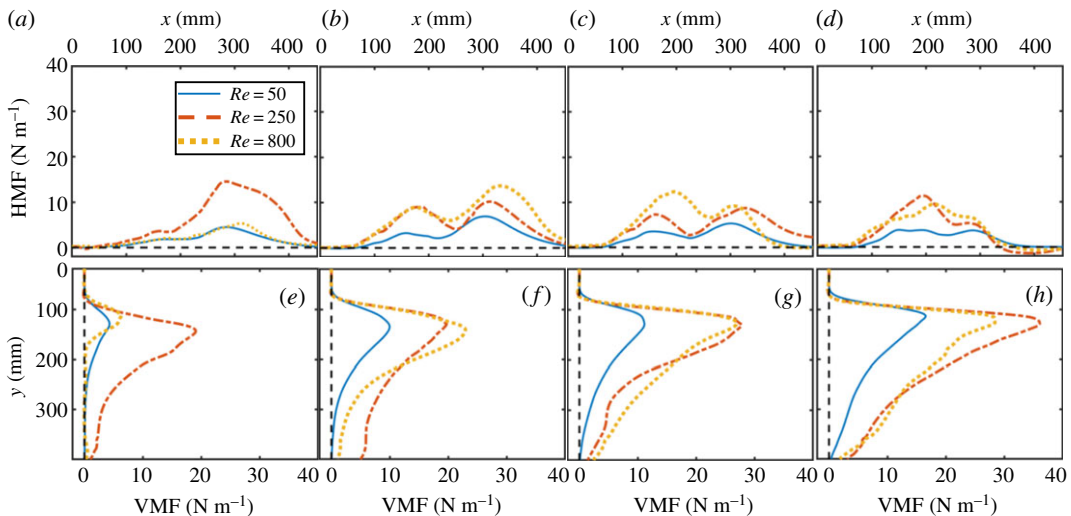 (a) x (mm) (b) x (mm) (c) x (mm) (d) x (mm)
0 100 200 300 400 0 100 200 300 400 0 100 200 300 400 0 100 200 300 400
40
Re = 50
30
Re = 250
20
Re = 800
10
0
HMF (N m⁻¹)
0
(e) (f) (g) (h)
100
200
300
y (mm)
0 10 20 30 40 0 10 20 30 40 0 10 20 30 40 0 10 20 30 40
VMF (N m⁻¹) VMF (N m⁻¹) VMF (N m⁻¹) VMF (N m⁻¹)